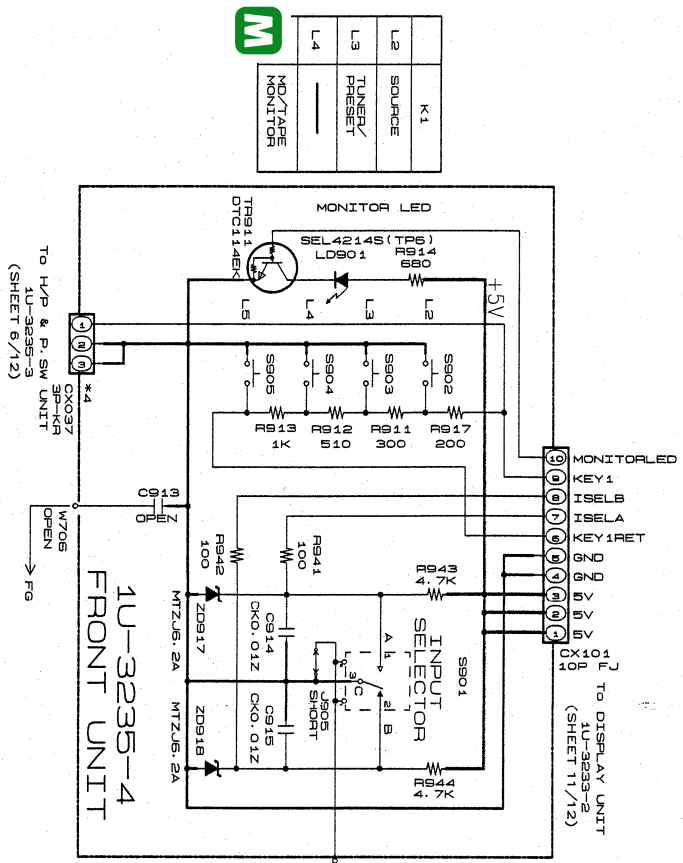 M
K1
L2 SOURCE
L3 TUNER/
PRESET
L4
MD/TAPE
MONITOR
MONITOR LED
TR911
DTC114EK
SEL4214S(TP6)
LD901
R914
680
+5V
L5
L4
L3
L2
To H/P & P.SW UNIT
1U-3235-3
(SHEET 6/12)
1
2
3
*4
CX037
3P-KR
S905
S904
S903
S902
R913
1K
R912
510
R911
300
R917
200
10 MONITORLED
9 KEY1
8 ISELB
7 ISELA
6 KEY1RET
5 GND
4 GND
3 5V
2 5V
1 5V
CX101
10P FJ
To DISPLAY UNIT
1U-3233-2
(SHEET 11/12)
C913
OPEN
W706
OPEN
FG
R942
100
R941
100
R943
4.7K
ZD917
MTZJ6.2A
C914
CK0.01Z
A 1
3 C
2 B
INPUT
SELECTOR
S901
J905
SHORT
C915
CK0.01Z
ZD918
MTZJ6.2A
R944
4.7K
1U-3235-4
FRONT UNIT